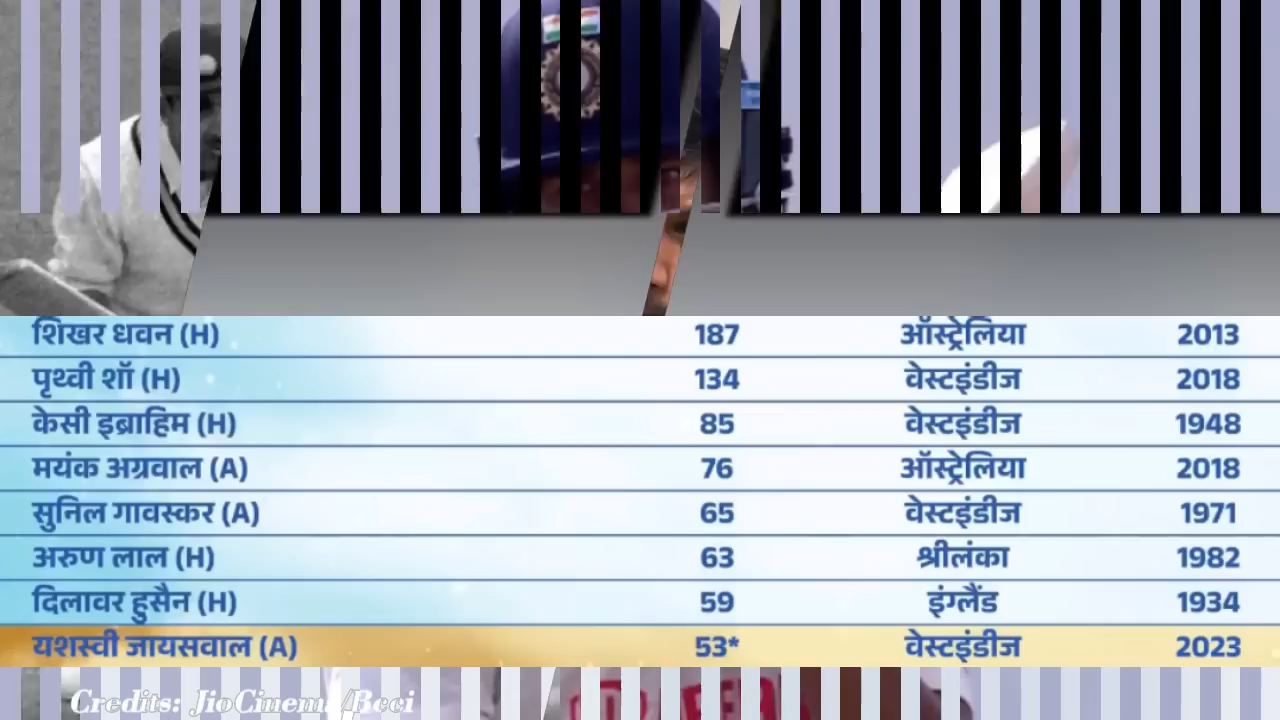 शिखर धवन (H) 187 ऑस्ट्रेलिया 2013
पृथ्वी शॉ (H) 134 वेस्टइंडीज 2018
केसी इब्राहिम (H) 85 वेस्टइंडीज 1948
मयंक अग्रवाल (A) 76 ऑस्ट्रेलिया 2018
सुनिल गावस्कर (A) 65 वेस्टइंडीज 1971
अरुण लाल (H) 63 श्रीलंका 1982
दिलावर हुसैन (H) 59 इंग्लैंड 1934
यशस्वी जायसवाल (A) 53* वेस्टइंडीज 2023
Credits: JioCinema/Bcci